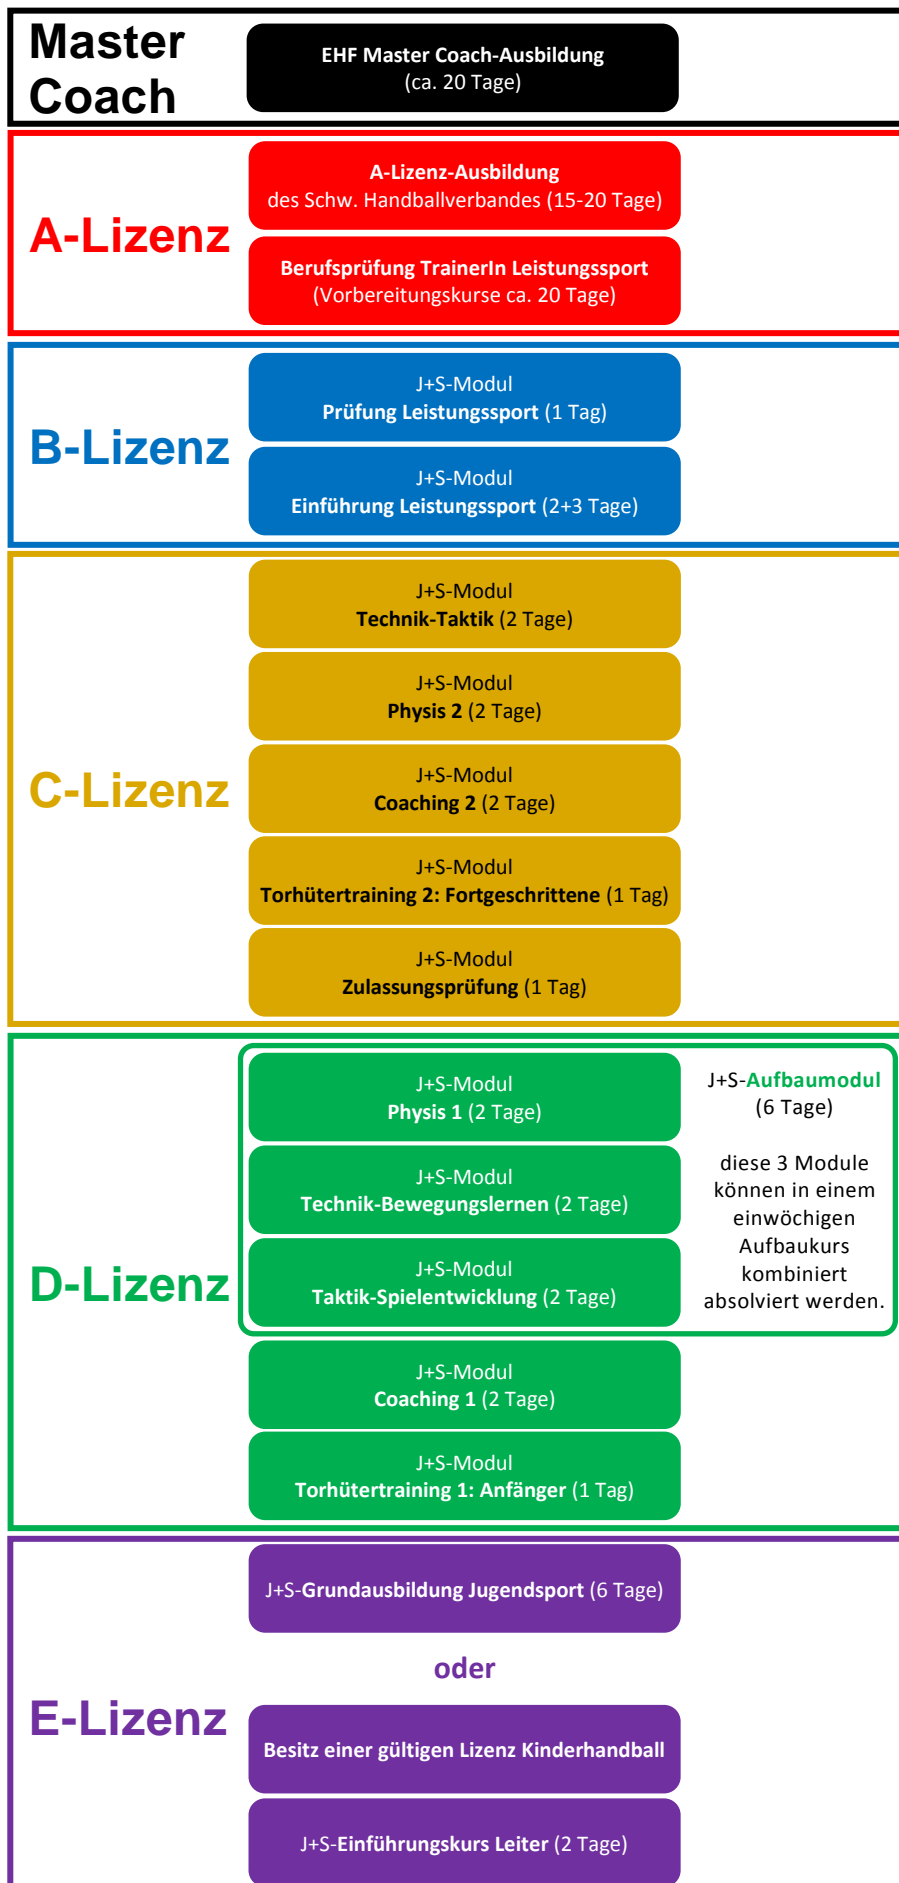 Master
Coach
EHF Master Coach-Ausbildung
(ca. 20 Tage)
A-Lizenz
A-Lizenz-Ausbildung
des Schw. Handballverbandes (15-20 Tage)
Berufsprüfung TrainerIn Leistungssport
(Vorbereitungskurse ca. 20 Tage)
B-Lizenz
J+S-Modul
Prüfung Leistungssport (1 Tag)
J+S-Modul
Einführung Leistungssport (2+3 Tage)
C-Lizenz
J+S-Modul
Technik-Taktik (2 Tage)
J+S-Modul
Physis 2 (2 Tage)
J+S-Modul
Coaching 2 (2 Tage)
J+S-Modul
Torhütertraining 2: Fortgeschrittene (1 Tag)
J+S-Modul
Zulassungsprüfung (1 Tag)
D-Lizenz
J+S-Modul
Physis 1 (2 Tage)
J+S-Modul
Technik-Bewegungslernen (2 Tage)
J+S-Modul
Taktik-Spielentwicklung (2 Tage)
J+S-Aufbaumodul
(6 Tage)
diese 3 Module
können in einem
einwöchigen
Aufbaukurs
kombiniert
absolviert werden.
J+S-Modul
Coaching 1 (2 Tage)
J+S-Modul
Torhütertraining 1: Anfänger (1 Tag)
E-Lizenz
J+S-Grundausbildung Jugendsport (6 Tage)
oder
Besitz einer gültigen Lizenz Kinderhandball
J+S-Einführungskurs Leiter (2 Tage)